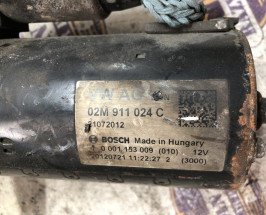 VW AG
02M 911 024 C
21072012
BOSCH Made in Hungary
0 001 153 009 (010) 12V
20120721 11:22:27 2 (3000)